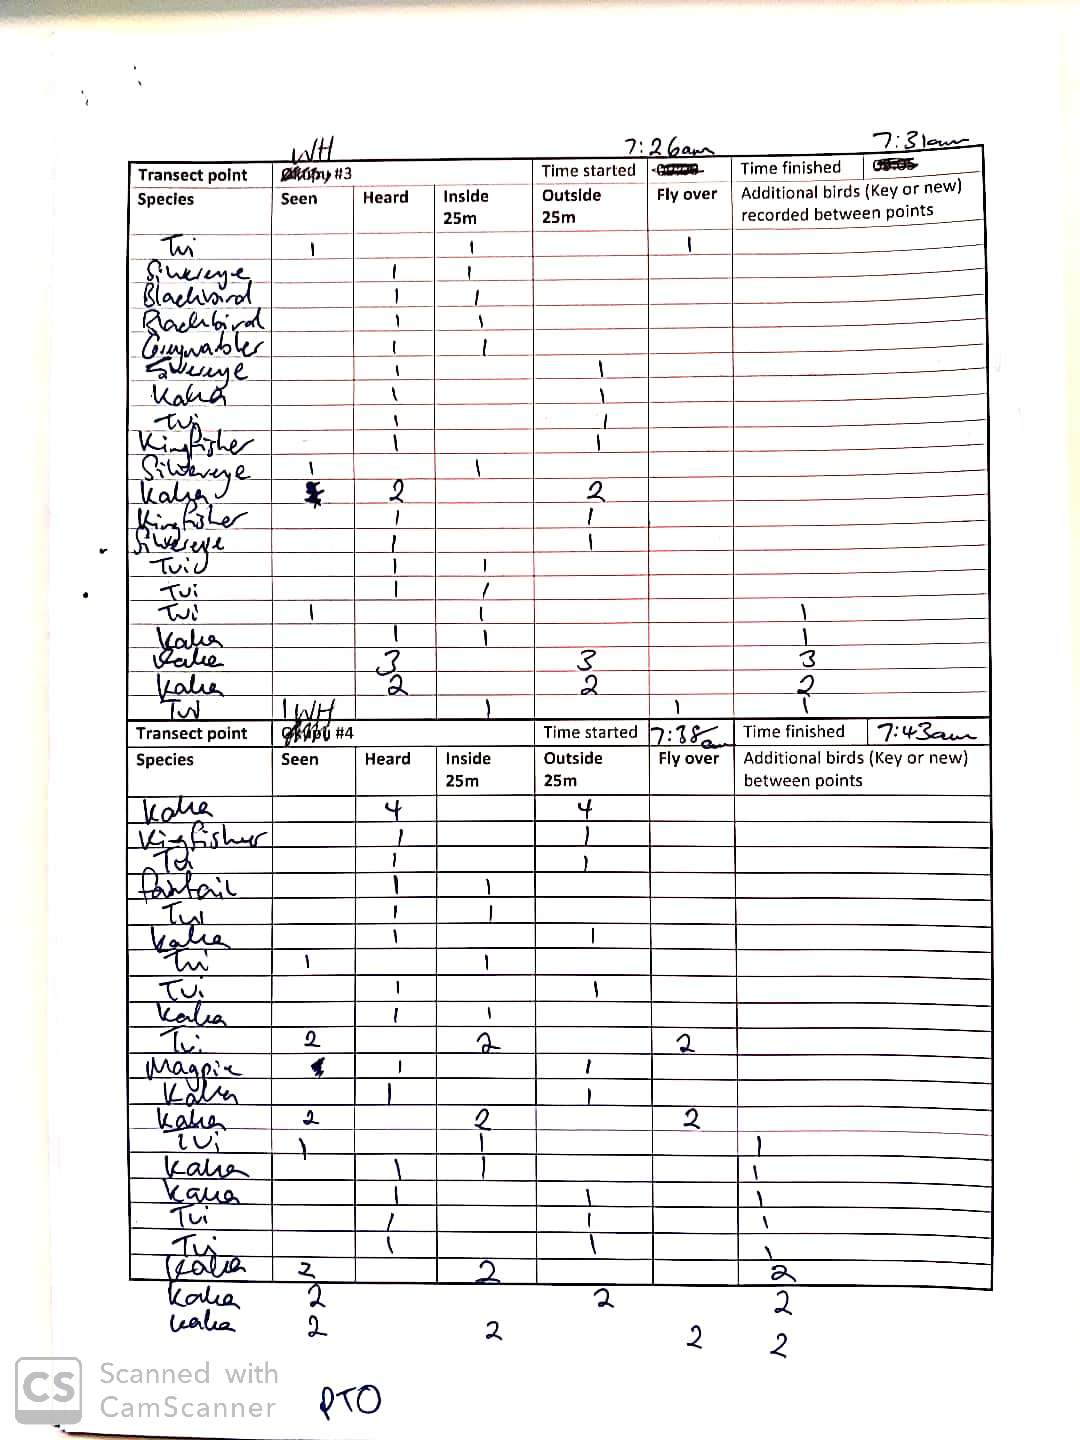 WH 7:26am 7:31am
Transect point #3 Time started Time finished
Species Seen Heard Inside 25m Outside 25m Fly over Additional birds (Key or new) recorded between points
Tui 1 1 1
Silvereye 1 1
Blackbird 1 1
Blackbird 1 1
Greywabler 1 1
Silvereye 1 1
Kaka 1 1
Tui 1 1
Kingfisher 1 1
Silvereye 1 1
Kaka 2 2
Kingfisher 1 1
Silvereye 1 1
Tui 1 1
Tui 1 1
Tui 1 1 1
Kaka 1 1 1
Kaka 3 3 3
Kaka 2 2 2
Tui 1 1 1 1
WH
Transect point #4 Time started 7:38am Time finished 7:43am
Species Seen Heard Inside 25m Outside 25m Fly over Additional birds (Key or new) between points
Kaka 4 4
Kingfisher 1 1
Tui 1 1
fantail 1 1
Tui 1 1
Kaka 1 1
Tui 1 1
Tui 1 1
Kaka 1 1
Tui 2 2 2
Magpie 1 1
Kaka 1 1
Kaka 2 2 2
Tui 1 1 1
Kaka 1 1 1
Kaka 1 1 1
Tui 1 1 1
Tui 1 1 1
Kaka 2 2 2
Kaka 2 2 2
Kaka 2 2 2 2
CS Scanned with
CamScanner
PTO